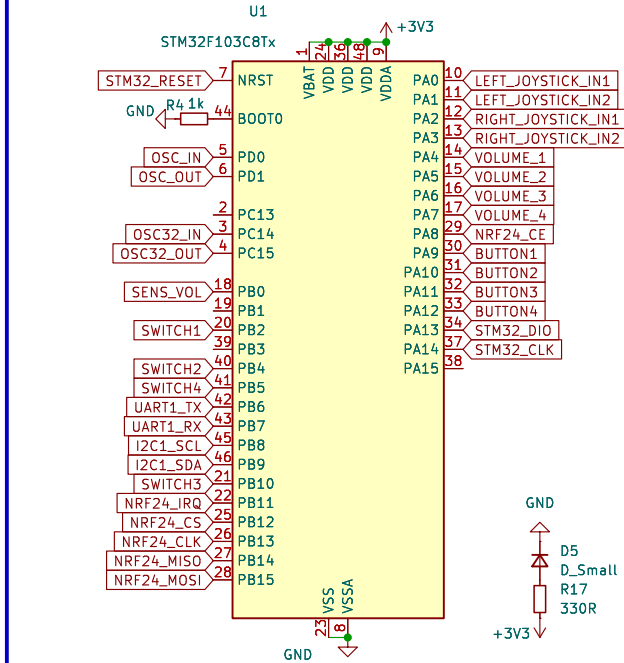 U1
STM32F103C8Tx
+3V3
1 24 36 48 9
VBAT VDD VDD VDD VDDA
STM32_RESET 7 NRST
GND R4 1k 44 BOOT0
OSC_IN 5 PD0
OSC_OUT 6 PD1
2 PC13
OSC32_IN 3 PC14
OSC32_OUT 4 PC15
SENS_VOL 18 PB0
19 PB1
SWITCH1 20 PB2
39 PB3
SWITCH2 40 PB4
SWITCH4 41 PB5
UART1_TX 42 PB6
UART1_RX 43 PB7
I2C1_SCL 45 PB8
I2C1_SDA 46 PB9
SWITCH3 21 PB10
NRF24_IRQ 22 PB11
NRF24_CS 25 PB12
NRF24_CLK 26 PB13
NRF24_MISO 27 PB14
NRF24_MOSI 28 PB15
PA0 10 LEFT_JOYSTICK_IN1
PA1 11 LEFT_JOYSTICK_IN2
PA2 12 RIGHT_JOYSTICK_IN1
PA3 13 RIGHT_JOYSTICK_IN2
PA4 14 VOLUME_1
PA5 15 VOLUME_2
PA6 16 VOLUME_3
PA7 17 VOLUME_4
PA8 29 NRF24_CE
PA9 30 BUTTON1
PA10 31 BUTTON2
PA11 32 BUTTON3
PA12 33 BUTTON4
PA13 34 STM32_DIO
PA14 37 STM32_CLK
PA15 38
VSS VSSA
23 8
GND
GND
D5
D_Small
R17
330R
+3V3